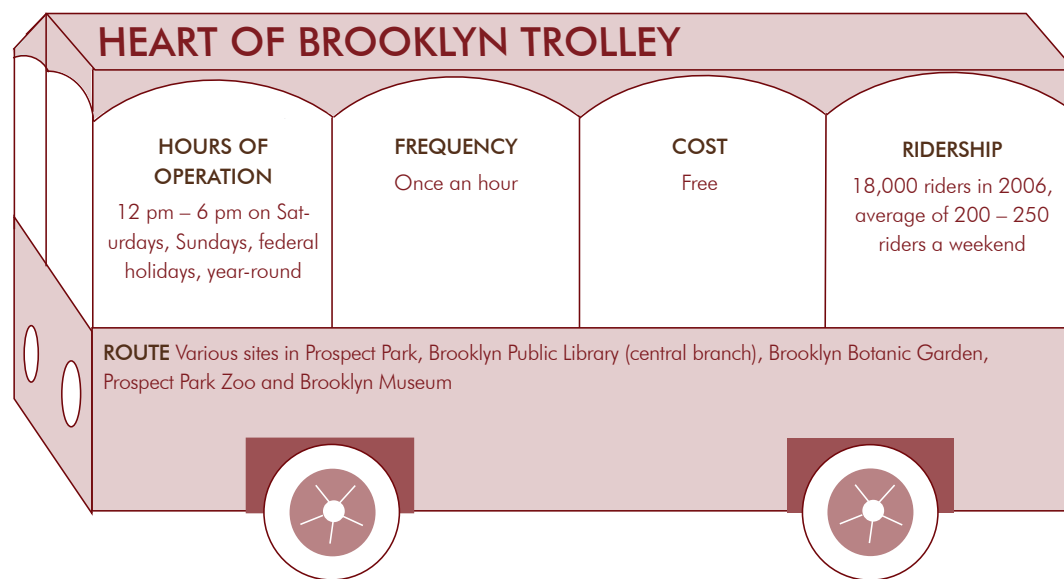 HEART OF BROOKLYN TROLLEY
HOURS OF
OPERATION
12 pm – 6 pm on Sat-
urdays, Sundays, federal
holidays, year-round
FREQUENCY
Once an hour
COST
Free
RIDERSHIP
18,000 riders in 2006,
average of 200 – 250
riders a weekend
ROUTE Various sites in Prospect Park, Brooklyn Public Library (central branch), Brooklyn Botanic Garden,
Prospect Park Zoo and Brooklyn Museum